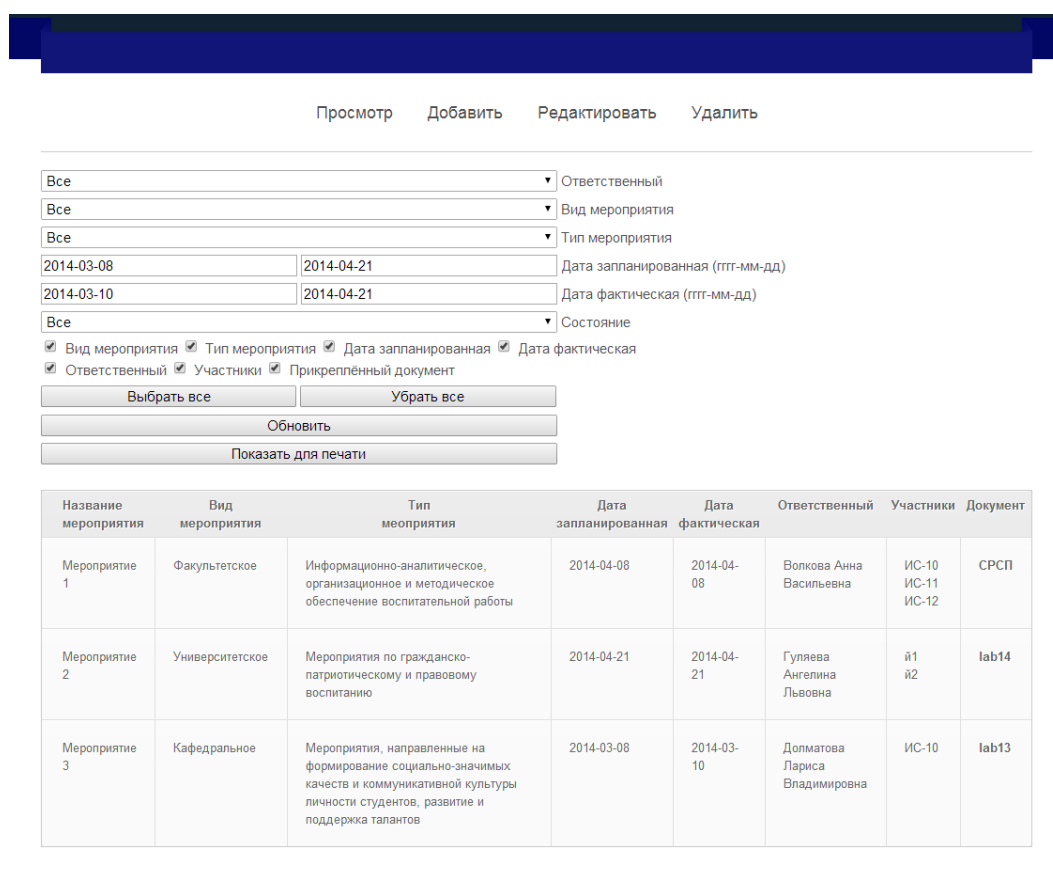 Просмотр Добавить Редактировать Удалить
Все Ответственный
Все Вид мероприятия
Все Тип мероприятия
2014-03-08 2014-04-21 Дата запланированная (гггг-мм-дд)
2014-03-10 2014-04-21 Дата фактическая (гггг-мм-дд)
Все Состояние
Вид мероприятия Тип мероприятия Дата запланированная Дата фактическая
Ответственный Участники Прикреплённый документ
Выбрать все Убрать все
Обновить
Показать для печати
Название Вид Тип Дата Дата Ответственный Участники Документ
мероприятия мероприятия меоприятия запланированная фактическая
Мероприятие Факультетское Информационно-аналитическое, 2014-04-08 2014-04- Волкова Анна ИС-10 СРСП
1 организационное и методическое 08 Васильевна ИС-11
обеспечение воспитательной работы ИС-12
Мероприятие Университетское Мероприятия по гражданско- 2014-04-21 2014-04- Гуляева й1 lab14
2 патриотическому и правовому 21 Ангелина й2
воспитанию Львовна
Мероприятие Кафедральное Мероприятия, направленные на 2014-03-08 2014-03- Долматова ИС-10 lab13
3 формирование социально-значимых 10 Лариса
качеств и коммуникативной культуры Владимировна
личности студентов, развитие и
поддержка талантов